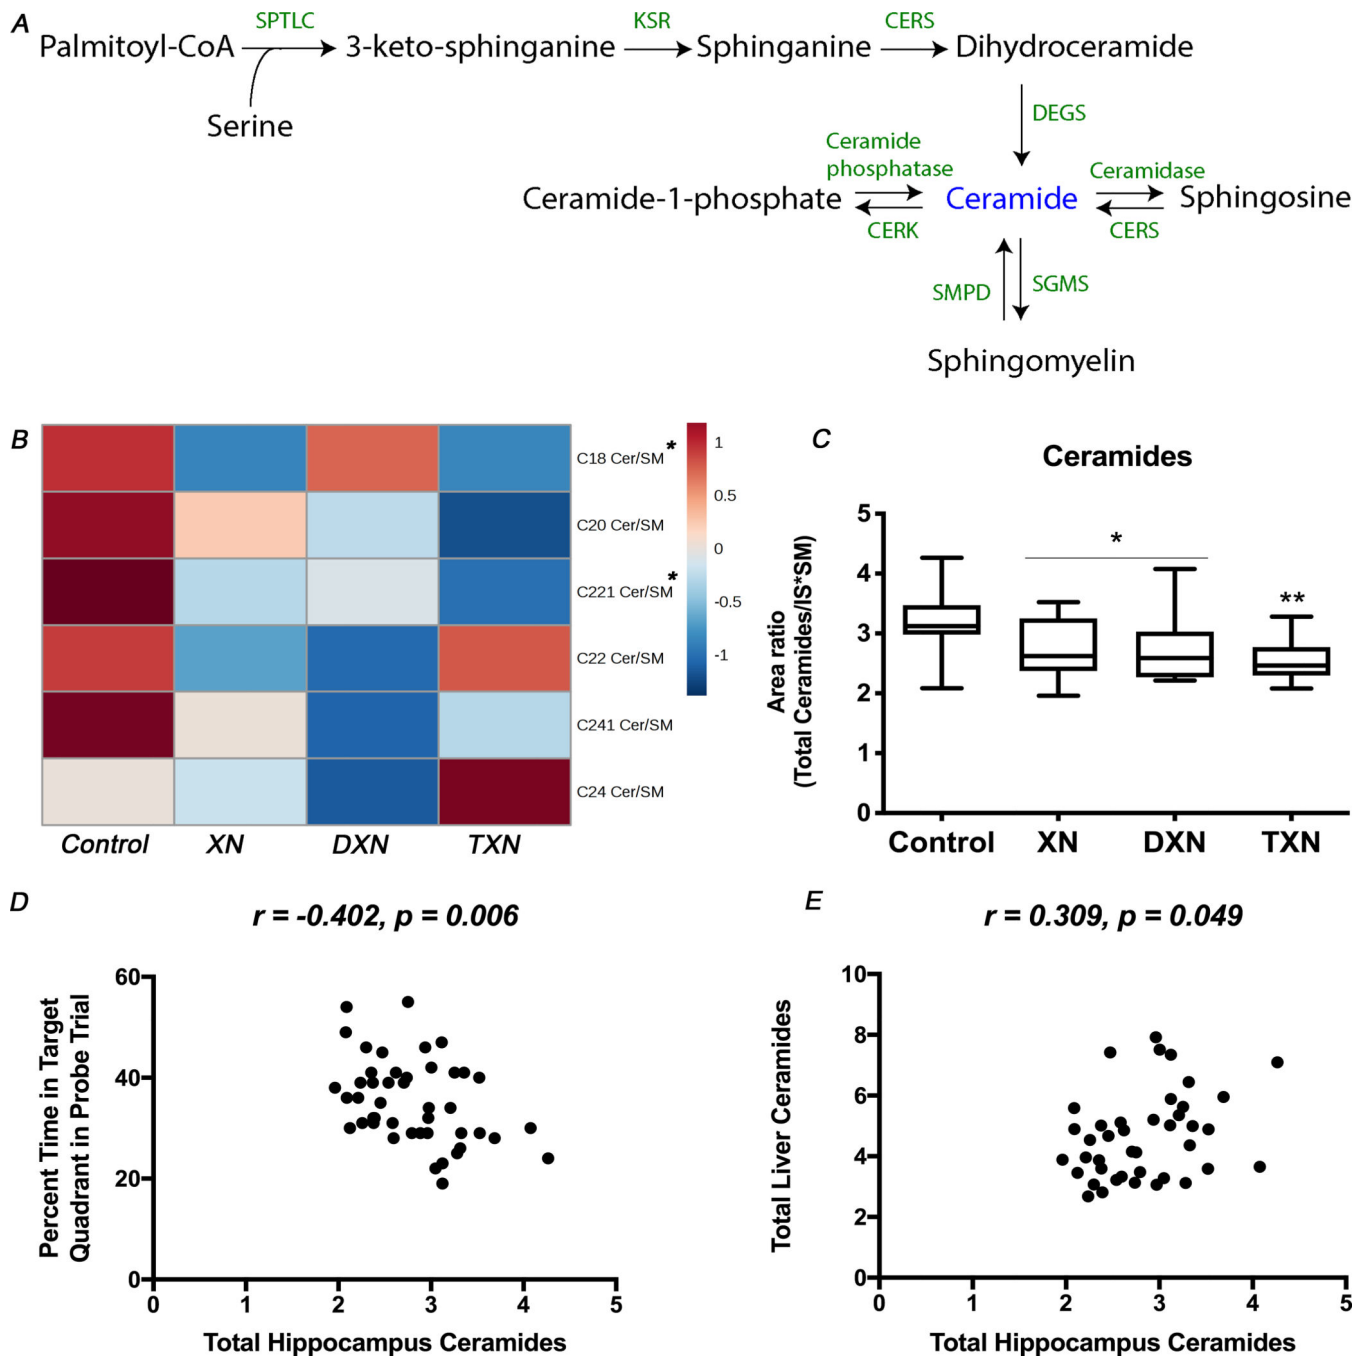 A
SPTLC
KSR
CERS
Palmitoyl-CoA
3-keto-sphinganine
Sphinganine
Dihydroceramide
Serine
DEGS
Ceramide
phosphatase
Ceramidase
Ceramide-1-phosphate
Ceramide
Sphingosine
CERK
CERS
SMPD
SGMS
Sphingomyelin
B
C18 Cer/SM *
C20 Cer/SM
C221 Cer/SM *
C22 Cer/SM
C241 Cer/SM
C24 Cer/SM
1
0.5
0
-0.5
-1
Control XN DXN TXN
C
Ceramides
Area ratio
(Total Ceramides/IS*SM)
5
4
3
2
1
0
*
**
Control XN DXN TXN
D
r = -0.402, p = 0.006
Percent Time in Target
Quadrant in Probe Trial
60
40
20
0
0 1 2 3 4 5
Total Hippocampus Ceramides
E
r = 0.309, p = 0.049
Total Liver Ceramides
10
8
6
4
2
0
0 1 2 3 4 5
Total Hippocampus Ceramides